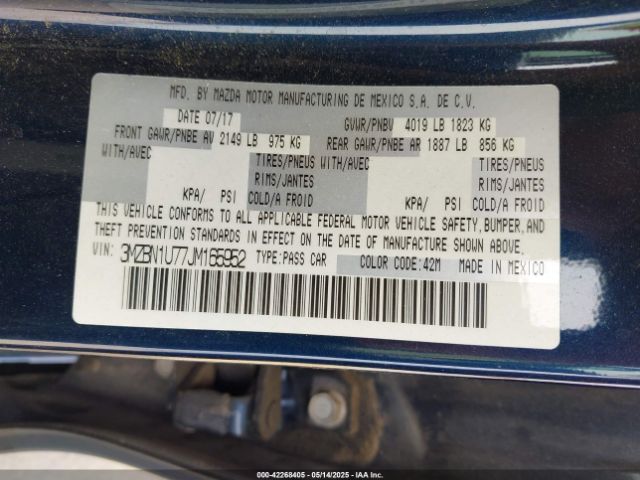 MFD. BY MAZDA MOTOR MANUFACTURING DE MEXICO S.A. DE C.V.
DATE 07/17 GVWR/PNBV 4019 LB 1823 KG
FRONT GAWR/PNBE AV 2149 LB 975 KG REAR GAWR/PNBE AR 1887 LB 856 KG
WITH/AVEC TIRES/PNEUS WITH/AVEC TIRES/PNEUS
RIMS/JANTES RIMS/JANTES
KPA/ PSI COLD/A FROID KPA/ PSI COLD/A FROID
THIS VEHICLE CONFORMS TO ALL APPLICABLE FEDERAL MOTOR VEHICLE SAFETY, BUMPER, AND
THEFT PREVENTION STANDARDS IN EFFECT ON THE DATE OF MANUFACTURE SHOWN ABOVE.
VIN: 3MZBN1U77JM165952 TYPE: PASS CAR COLOR CODE: 42M MADE IN MEXICO
000-42268405 - 05/14/2025 - IAA Inc.